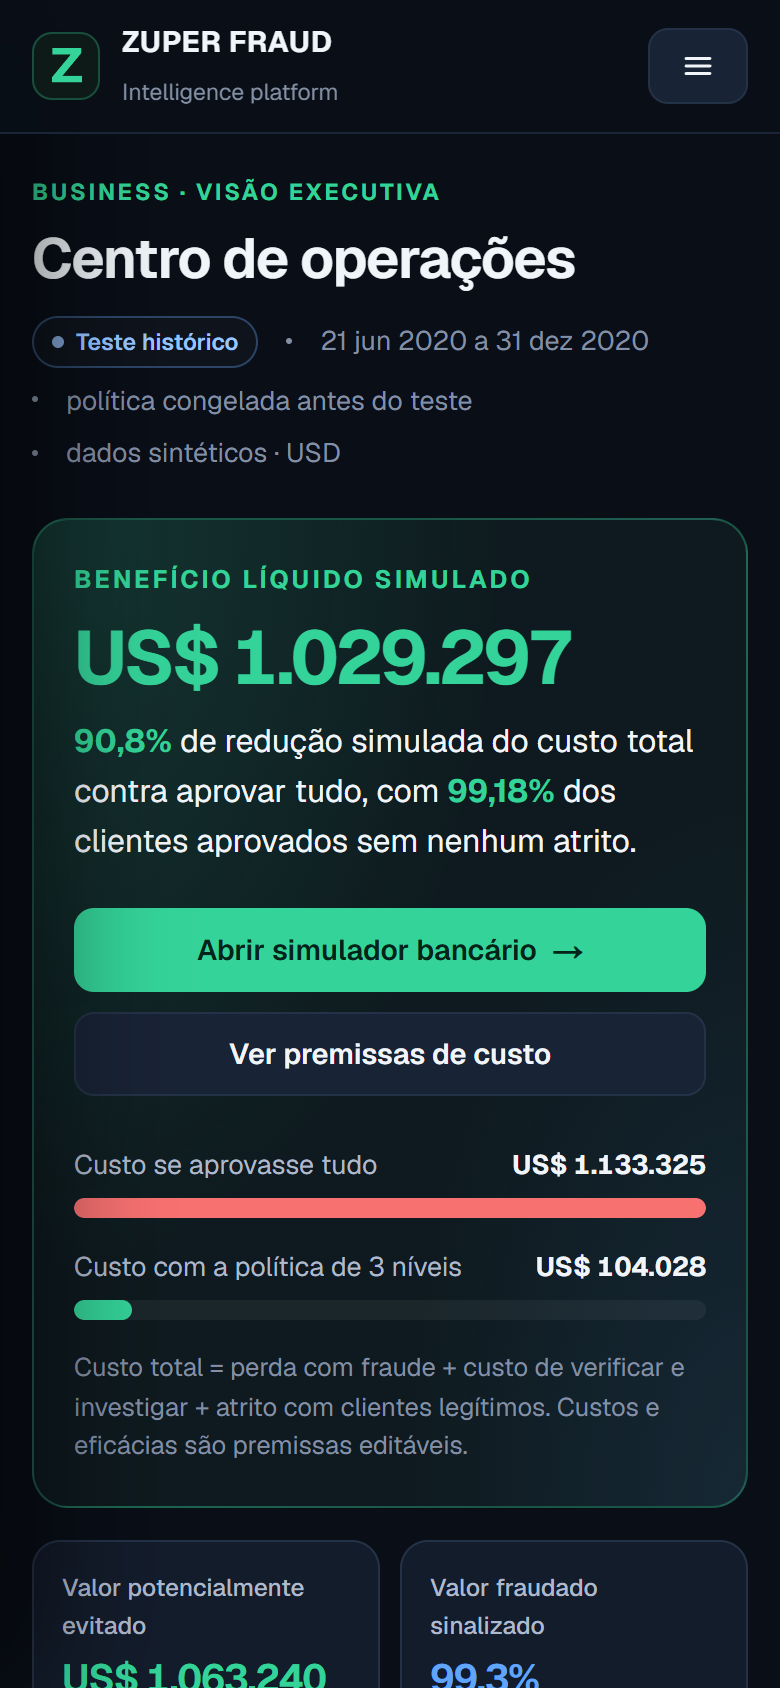 Z
ZUPER FRAUD
Intelligence platform
BUSINESS · VISÃO EXECUTIVA
Centro de operações
Teste histórico • 21 jun 2020 a 31 dez 2020
• política congelada antes do teste
• dados sintéticos · USD
BENEFÍCIO LÍQUIDO SIMULADO
US$ 1.029.297
90,8% de redução simulada do custo total
contra aprovar tudo, com 99,18% dos
clientes aprovados sem nenhum atrito.
Abrir simulador bancário →
Ver premissas de custo
Custo se aprovasse tudo US$ 1.133.325
Custo com a política de 3 níveis US$ 104.028
Custo total = perda com fraude + custo de verificar e
investigar + atrito com clientes legítimos. Custos e
eficácias são premissas editáveis.
Valor potencialmente
evitado
US$ 1.063.240
Valor fraudado
sinalizado
99,3%